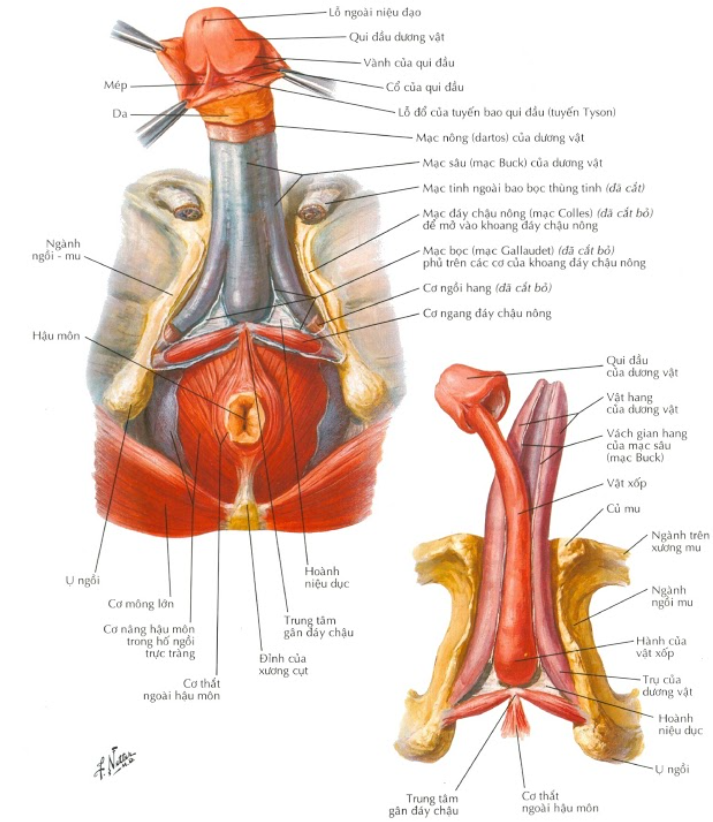 Lỗ ngoài niệu đạo
Qui đầu dương vật
Vành của qui đầu
Cổ của qui đầu
Mép
Da
Lỗ đổ của tuyến bao qui đầu (tuyến Tyson)
Mạc nông (dartos) của dương vật
Mạc sâu (mạc Buck) của dương vật
Mạc tinh ngoài bao bọc thừng tinh (đã cắt)
Mạc đáy chậu nông (mạc Colles) (đã cắt bỏ)
để mở vào khoang đáy chậu nông
Mạc bọc (mạc Gallaudet) (đã cắt bỏ)
phủ trên các cơ của khoang đáy chậu nông
Cơ ngồi hang (đã cắt bỏ)
Cơ ngang đáy chậu nông
Ngành
ngồi - mu
Hậu môn
Ụ ngồi
Cơ mông lớn
Cơ nâng hậu môn
trong hố ngồi
trực tràng
Cơ thắt
ngoài hậu môn
Đỉnh của
xương cụt
Trung tâm
gân đáy chậu
Hoành
niệu dục
Qui đầu
của dương vật
Vật hang
của dương vật
Vách gian hang
của mạc sâu
(mạc Buck)
Vật xốp
Củ mu
Ngành trên
xương mu
Ngành
ngồi mu
Hành của
vật xốp
Trụ của
dương vật
Hoành
niệu dục
Ụ ngồi
Trung tâm
gân đáy chậu
Cơ thắt
ngoài hậu môn
F. Netter